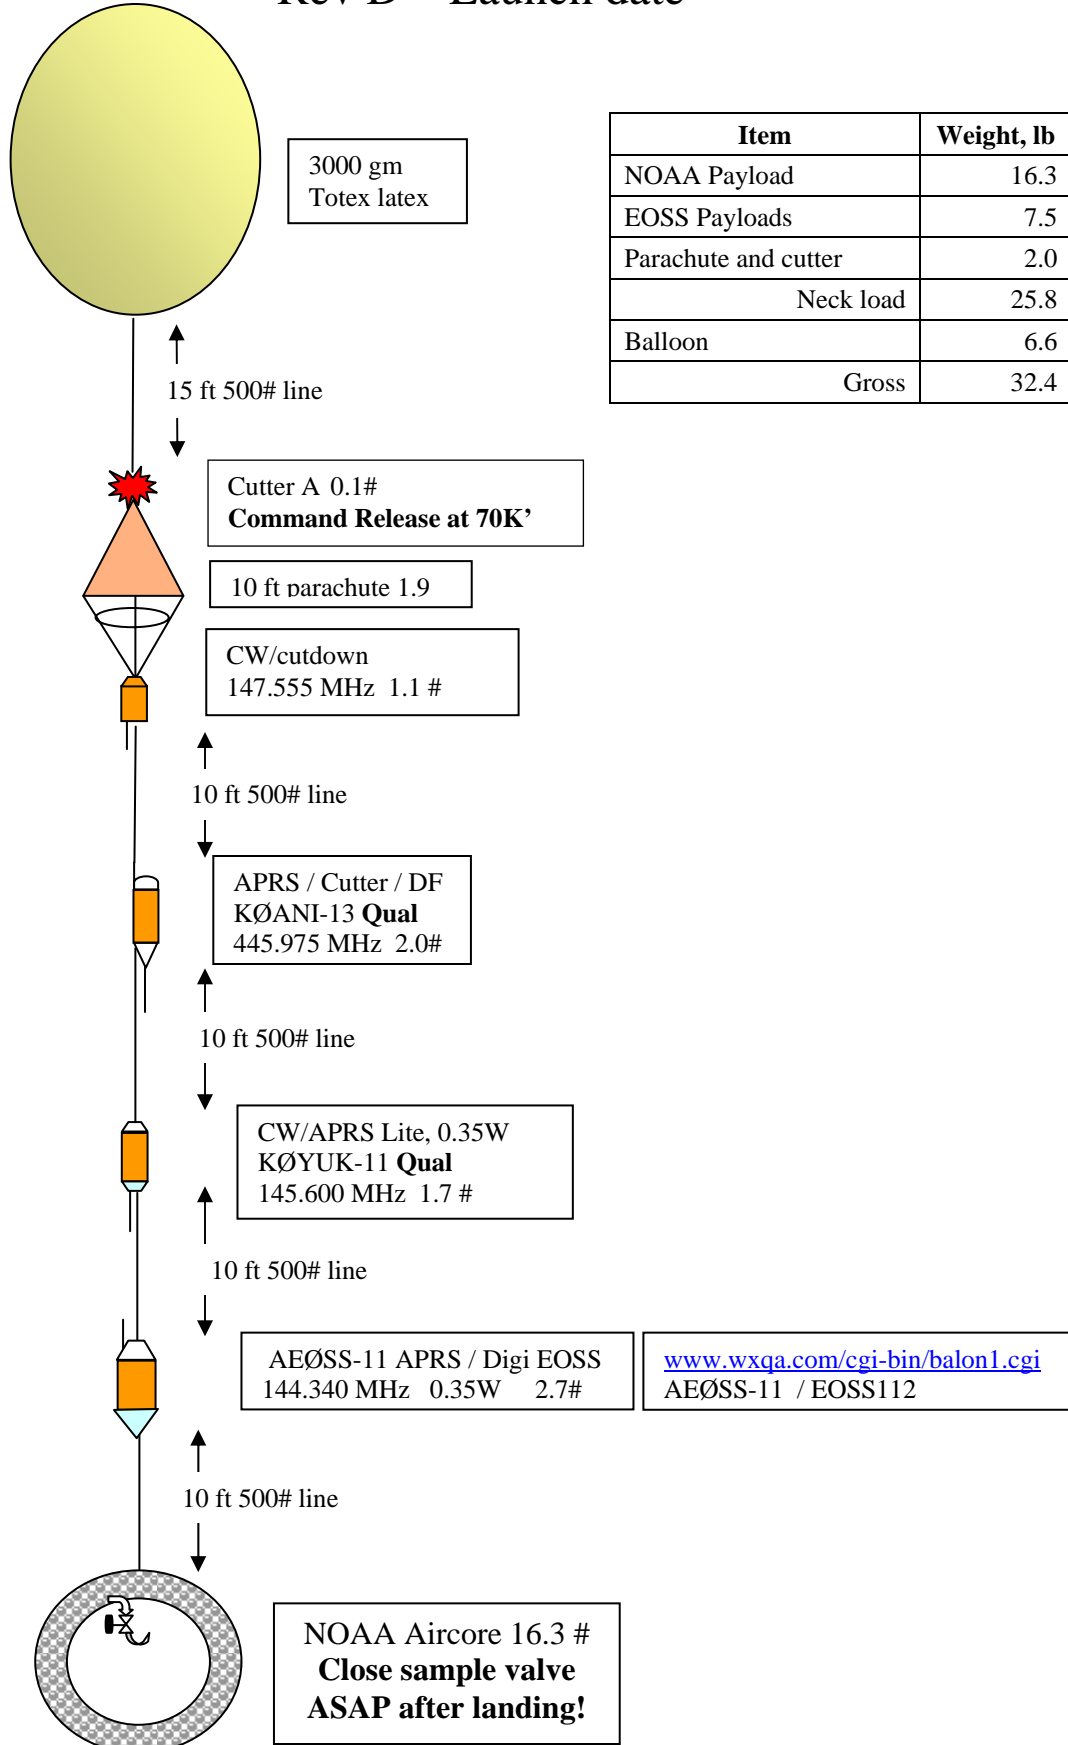 Rev D – Launch date
3000 gm
Totex latex
Item Weight, lb
NOAA Payload 16.3
EOSS Payloads 7.5
Parachute and cutter 2.0
Neck load 25.8
Balloon 6.6
Gross 32.4
15 ft 500# line
Cutter A 0.1#
Command Release at 70K’
10 ft parachute 1.9
CW/cutdown
147.555 MHz 1.1 #
10 ft 500# line
APRS / Cutter / DF
KØANI-13 Qual
445.975 MHz 2.0#
10 ft 500# line
CW/APRS Lite, 0.35W
KØYUK-11 Qual
145.600 MHz 1.7 #
10 ft 500# line
AEØSS-11 APRS / Digi EOSS
144.340 MHz 0.35W 2.7#
www.wxqa.com/cgi-bin/balon1.cgi
AEØSS-11 / EOSS112
10 ft 500# line
NOAA Aircore 16.3 #
Close sample valve
ASAP after landing!